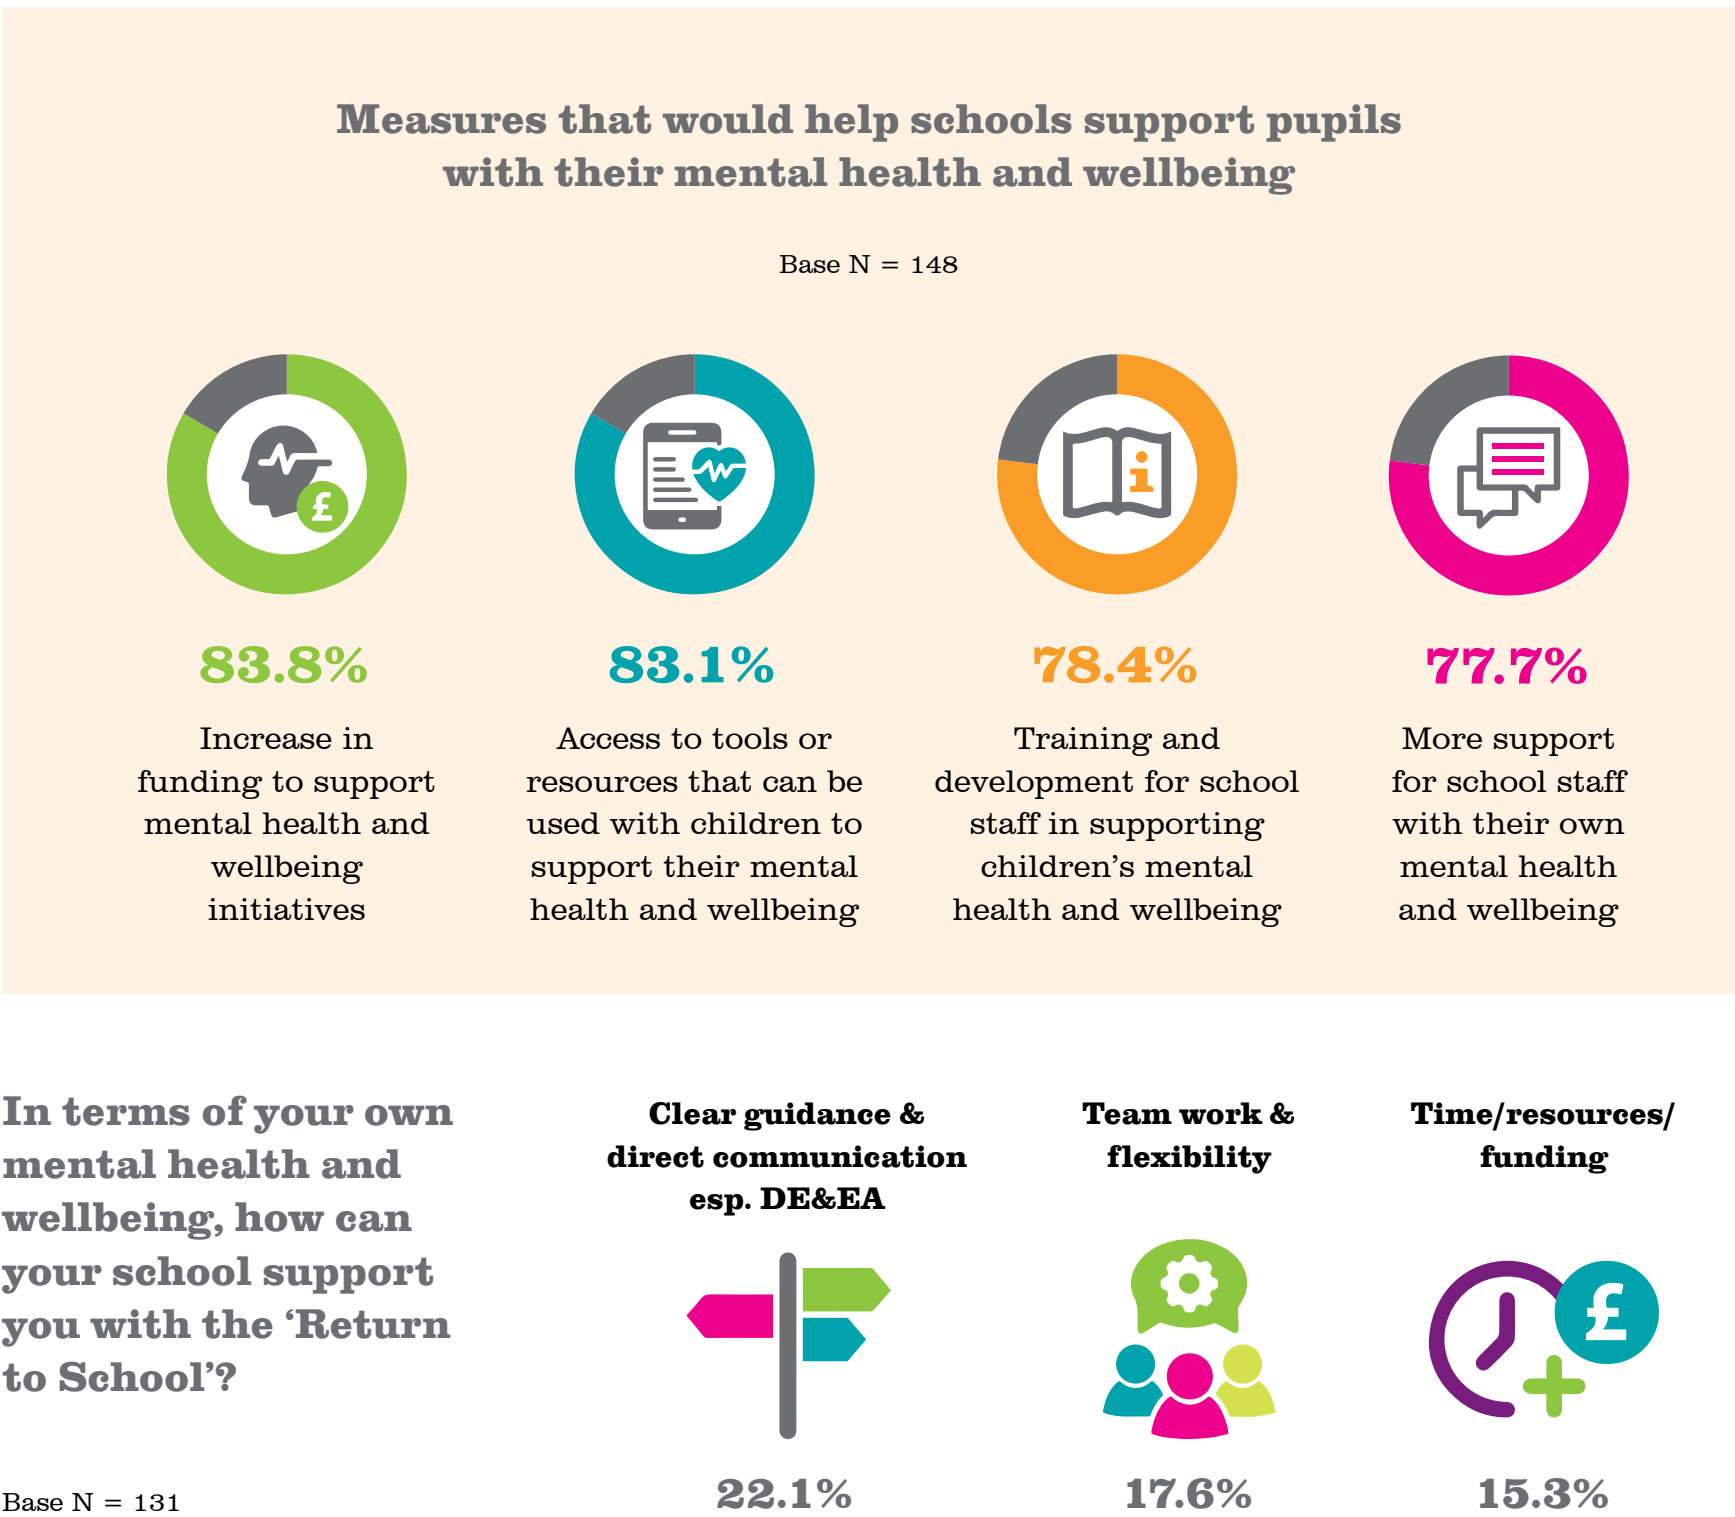 Measures that would help schools support pupils
with their mental health and wellbeing
Base N = 148
£
i
83.8%
Increase in
funding to support
mental health and
wellbeing
initiatives
83.1%
Access to tools or
resources that can be
used with children to
support their mental
health and wellbeing
78.4%
Training and
development for school
staff in supporting
children’s mental
health and wellbeing
77.7%
More support
for school staff
with their own
mental health
and wellbeing
In terms of your own
mental health and
wellbeing, how can
your school support
you with the ‘Return
to School’?
Base N = 131
Clear guidance &
direct communication
esp. DE&EA
22.1%
Team work &
flexibility
17.6%
Time/resources/
funding
£
15.3%